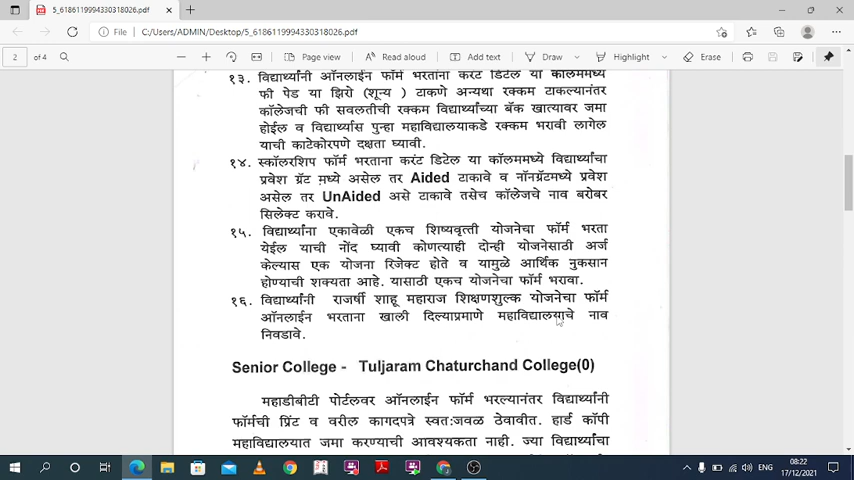 5_6186119994330318026.pdf
File C:/Users/ADMIN/Desktop/5_6186119994330318026.pdf
2 of 4 Page view Read aloud Add text Draw Highlight Erase
१३. विद्यार्थ्यांनी ऑनलाईन फॉर्म भरतांना करंट डिटेल या कॉलममध्ये
फी पेड या झिरो (शून्य ) टाकणे अन्यथा रक्कम टाकल्यानंतर
कॉलेजची फी सवलतीची रक्कम विद्यार्थ्यांच्या बँक खात्यावर जमा
होईल व विद्यार्थ्यास पुन्हा महाविद्यालयाकडे रक्कम भरावी लागेल
याची काटेकोरपणे दक्षता घ्यावी.
१४. स्कॉलरशिप फॉर्म भरताना करंट डिटेल या कॉलममध्ये विद्यार्थ्यांचा
प्रवेश ग्रँट मध्ये असेल तर Aided टाकावे व नॉनग्रँटमध्ये प्रवेश
असेल तर UnAided असे टाकावे तसेच कॉलेजचे नाव बरोबर
सिलेक्ट करावे.
१५. विद्यार्थ्यांना एकावेळी एकच शिष्यवृत्ती योजनेचा फॉर्म भरता
येईल याची नोंद घ्यावी कोणत्याही दोन्ही योजनेसाठी अर्ज
केल्यास एक योजना रिजेक्ट होते व यामुळे आर्थिक नुकसान
होण्याची शक्यता आहे. यासाठी एकच योजनेचा फॉर्म भरावा.
१६. विद्यार्थ्यांनी राजर्षी शाहू महाराज शिक्षणशुल्क योजनेचा फॉर्म
ऑनलाईन भरताना खाली दिल्याप्रमाणे महाविद्यालयाचे नाव
निवडावे.
Senior College - Tuljaram Chaturchand College(0)
महाडीबीटी पोर्टलवर ऑनलाईन फॉर्म भरल्यानंतर विद्यार्थ्यांनी
फॉर्मची प्रिंट व वरील कागदपत्रे स्वत:जवळ ठेवावीत. हार्ड कॉपी
महाविद्यालयात जमा करण्याची आवश्यकता नाही. ज्या विद्यार्थ्यांचा
ENG 08:22
17/12/2021